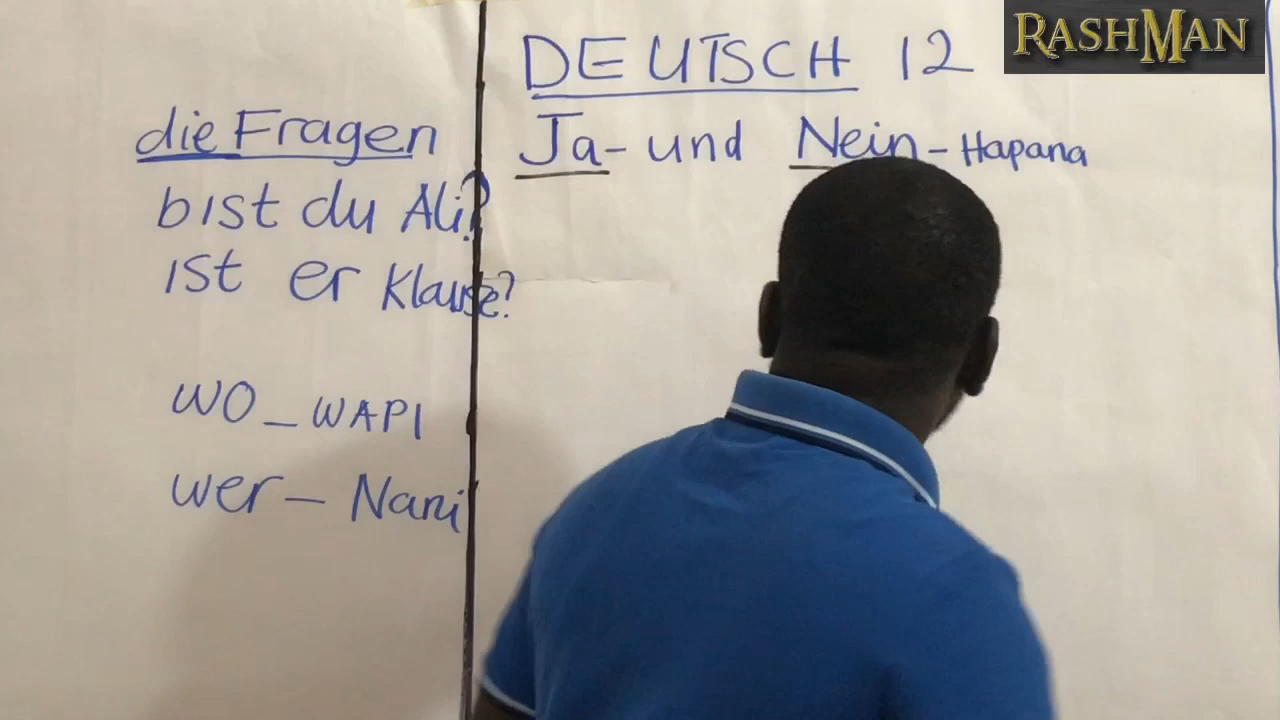 RASHMAN
DEUTSCH 12
Ja - und Nein - Hapana
die Fragen
bist du Ali?
ist er Klause?
WO _ WAPI
wer - Nani